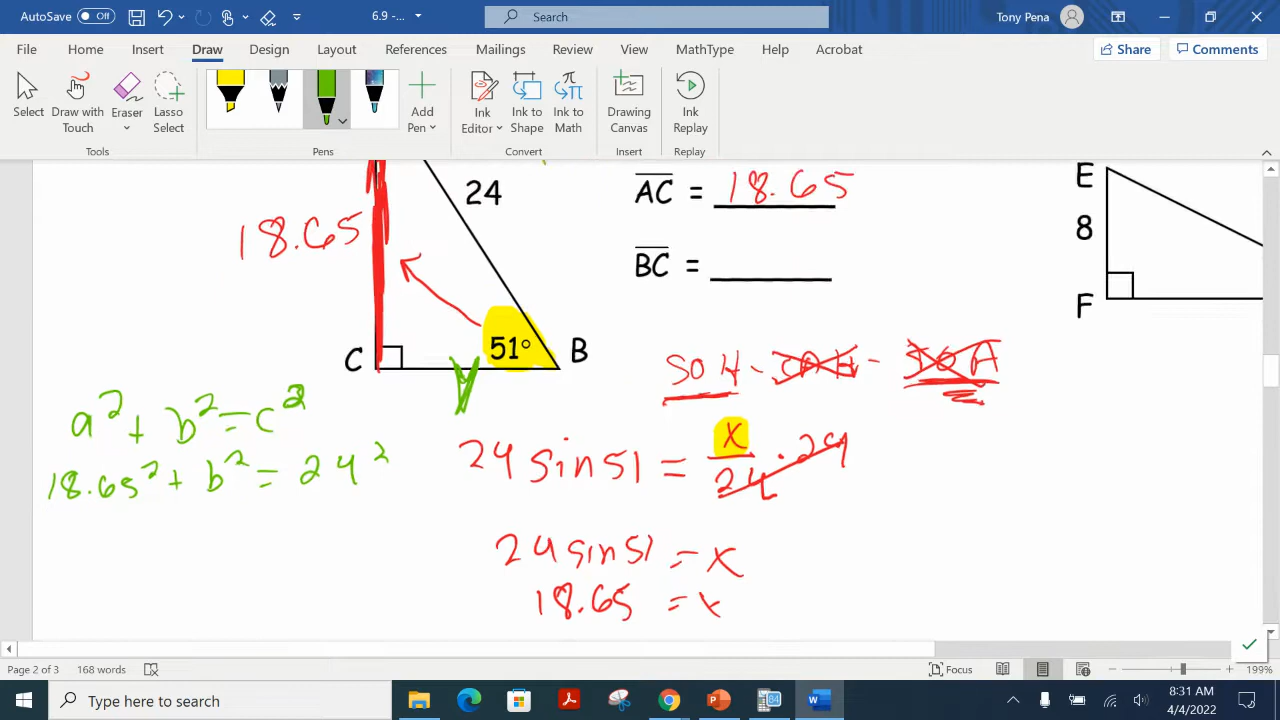 AutoSave Off 6.9 - ... Search Tony Pena
File Home Insert Draw Design Layout References Mailings Review View MathType Help Acrobat Share Comments
Select Draw with Touch Eraser Lasso Select Add Pen Ink Editor Ink to Shape Ink to Math Drawing Canvas Ink Replay
Tools Pens Convert Insert Replay
24
18.65
51°
C
B
AC = 18.65
BC =
E
8
F
SOH - CAH - TOA
a² + b² = c²
18.65² + b² = 24²
24 sin 51 = x/24 · 24
24 sin 51 = x
18.65 = x
Page 2 of 3 168 words Focus 199%
Type here to search
84
8:31 AM
4/4/2022